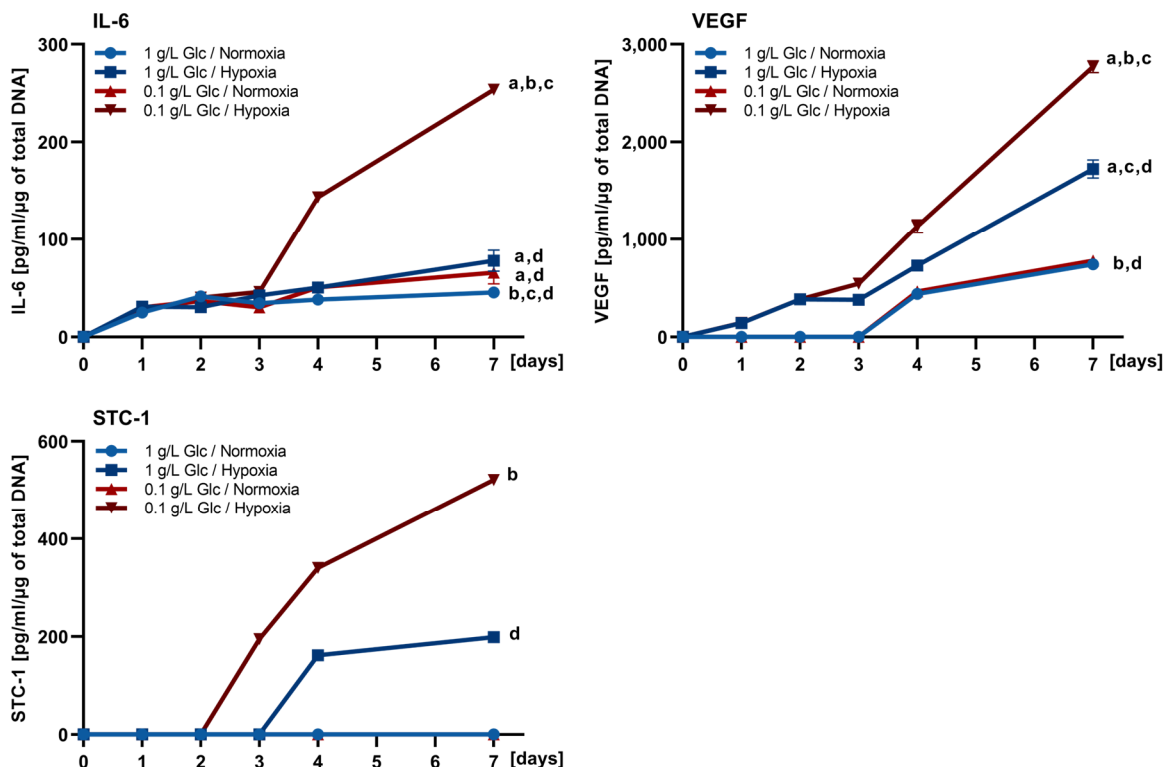 IL-6
IL-6 [pg/ml/µg of total DNA]
300
200
100
0
1 g/L Glc / Normoxia
1 g/L Glc / Hypoxia
0.1 g/L Glc / Normoxia
0.1 g/L Glc / Hypoxia
a,b,c
a,d
a,d
b,c,d
0 1 2 3 4 5 6 7 [days]
VEGF
VEGF [pg/ml/µg of total DNA]
3,000
2,000
1,000
0
1 g/L Glc / Normoxia
1 g/L Glc / Hypoxia
0.1 g/L Glc / Normoxia
0.1 g/L Glc / Hypoxia
a,b,c
a,c,d
b,d
0 1 2 3 4 5 6 7 [days]
STC-1
STC-1 [pg/ml/µg of total DNA]
600
400
200
0
1 g/L Glc / Normoxia
1 g/L Glc / Hypoxia
0.1 g/L Glc / Normoxia
0.1 g/L Glc / Hypoxia
b
d
0 1 2 3 4 5 6 7 [days]